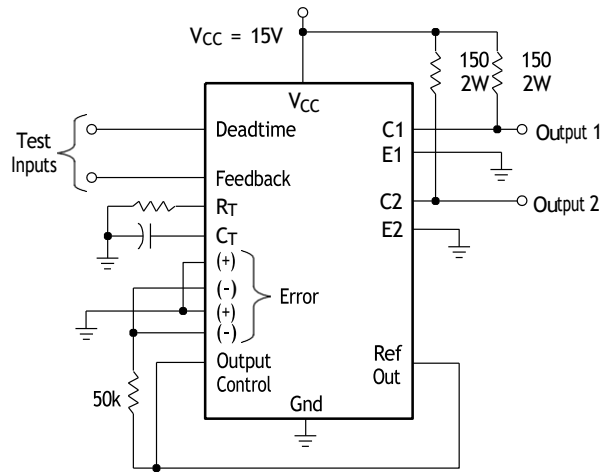 VCC = 15V
150
2W
150
2W
VCC
Test
Inputs
Deadtime
Feedback
RT
CT
(+)
(-)
(+)
(-)
Error
Output
Control
50k
Gnd
C1
E1
C2
E2
Ref
Out
Output 1
Output 2